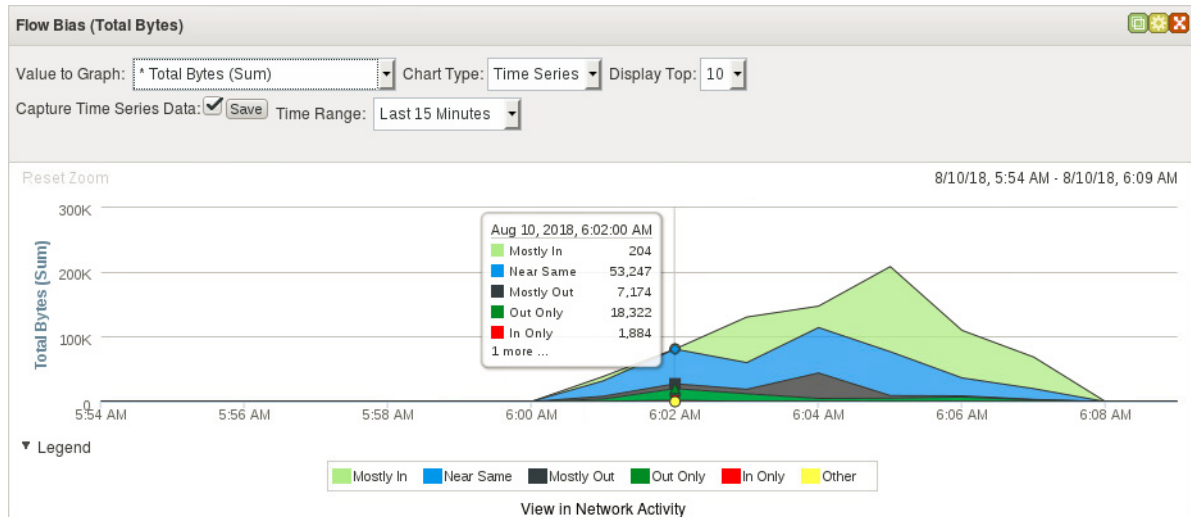 Flow Bias (Total Bytes)
Value to Graph: * Total Bytes (Sum) Chart Type: Time Series Display Top: 10
Capture Time Series Data: Save Time Range: Last 15 Minutes
Reset Zoom 8/10/18, 5:54 AM - 8/10/18, 6:09 AM
Total Bytes (Sum)
300K
200K
100K
0
Aug 10, 2018, 6:02:00 AM
Mostly In 204
Near Same 53,247
Mostly Out 7,174
Out Only 18,322
In Only 1,884
1 more ...
5:54 AM 5:56 AM 5:58 AM 6:00 AM 6:02 AM 6:04 AM 6:06 AM 6:08 AM
▼ Legend
Mostly In Near Same Mostly Out Out Only In Only Other
View in Network Activity